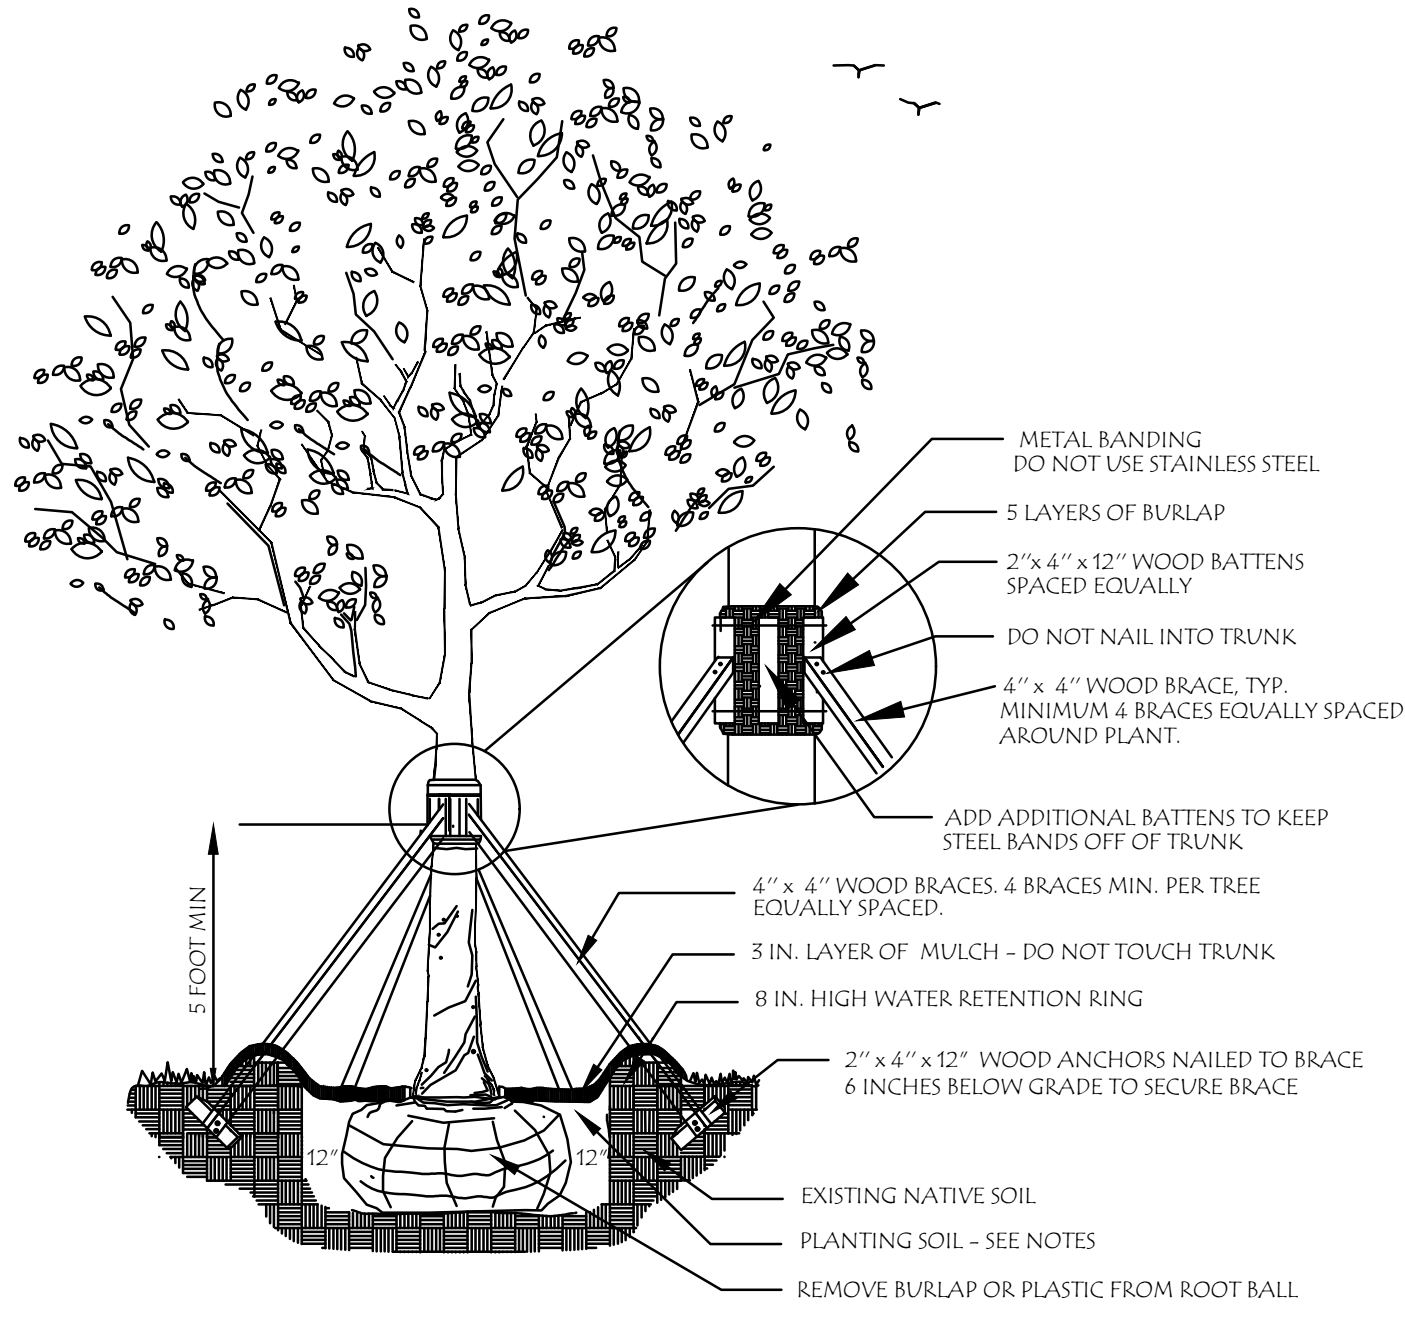 METAL BANDING
DO NOT USE STAINLESS STEEL
5 LAYERS OF BURLAP
2"x 4" x 12" WOOD BATTENS
SPACED EQUALLY
DO NOT NAIL INTO TRUNK
4" x 4" WOOD BRACE, TYP.
MINIMUM 4 BRACES EQUALLY SPACED
AROUND PLANT.
ADD ADDITIONAL BATTENS TO KEEP
STEEL BANDS OFF OF TRUNK
4" x 4" WOOD BRACES. 4 BRACES MIN. PER TREE
EQUALLY SPACED.
5 FOOT MIN
3 IN. LAYER OF MULCH - DO NOT TOUCH TRUNK
8 IN. HIGH WATER RETENTION RING
2" x 4" x 12" WOOD ANCHORS NAILED TO BRACE
6 INCHES BELOW GRADE TO SECURE BRACE
12"
12"
EXISTING NATIVE SOIL
PLANTING SOIL - SEE NOTES
REMOVE BURLAP OR PLASTIC FROM ROOT BALL